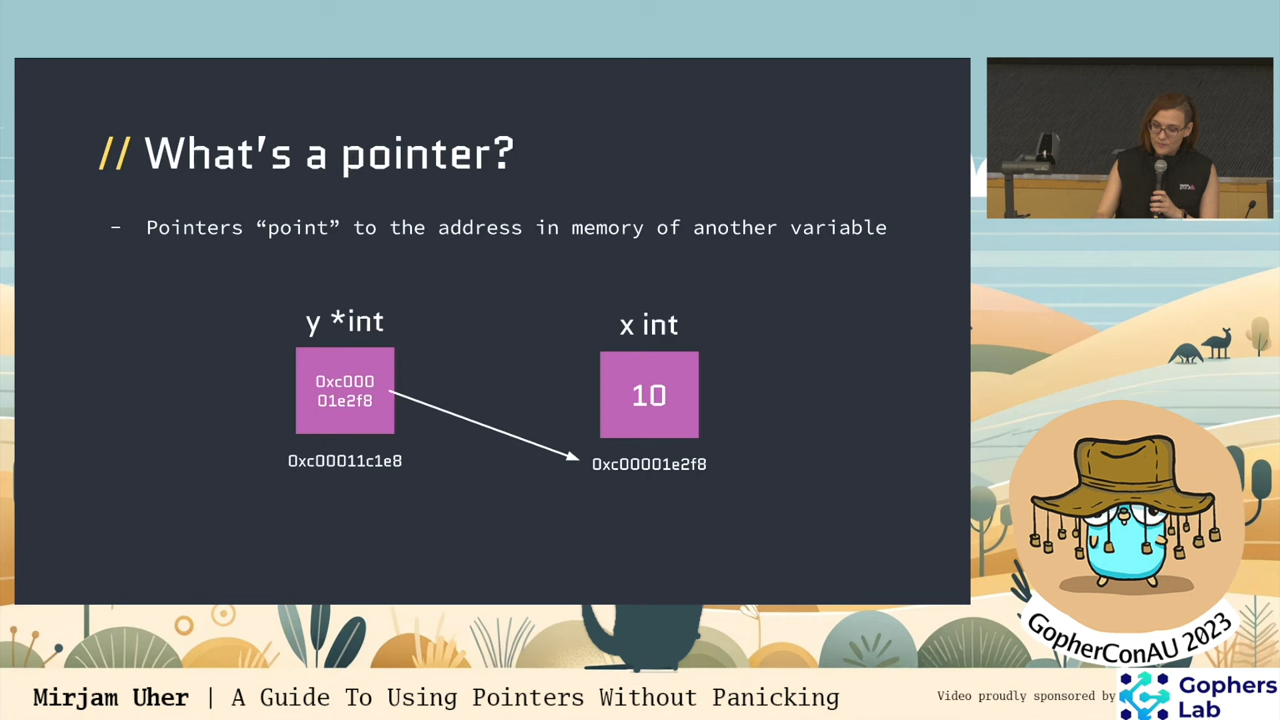 // What's a pointer?
- Pointers “point” to the address in memory of another variable
y *int
x int
0xc000
01e2f8
10
0xc00011c1e8
0xc00001e2f8
GopherConAU 2023
Mirjam Uher | A Guide To Using Pointers Without Panicking
Video proudly sponsored by
Gophers
Lab